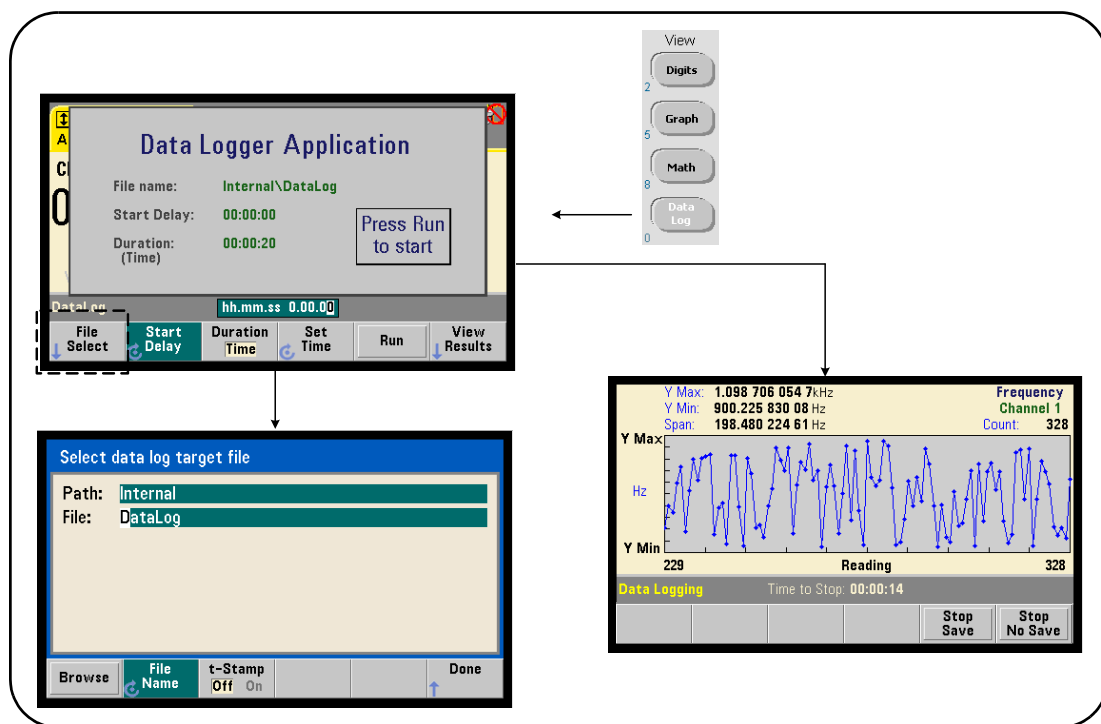 View
Digits
2
Graph
5
Math
8
Data
Log
0
A
Data Logger Application
File name: Internal\DataLog
Start Delay: 00:00:00
Duration: 00:00:20
(Time)
Press Run
to start
0
DataLog hh.mm.ss 0.00.00
File
Select
Start
Delay
Duration
Time
Set
Time
Run
View
Results
Select data log target file
Path: Internal
File: DataLog
Browse
File
Name
t-Stamp
Off On
Done
Y Max: 1.098 706 054 7kHz Frequency
Y Min: 900.225 830 08 Hz Channel 1
Span: 198.480 224 61 Hz Count: 328
Y Max
Hz
Y Min
229 Reading 328
Data Logging Time to Stop: 00:00:14
Stop
Save
Stop
No Save